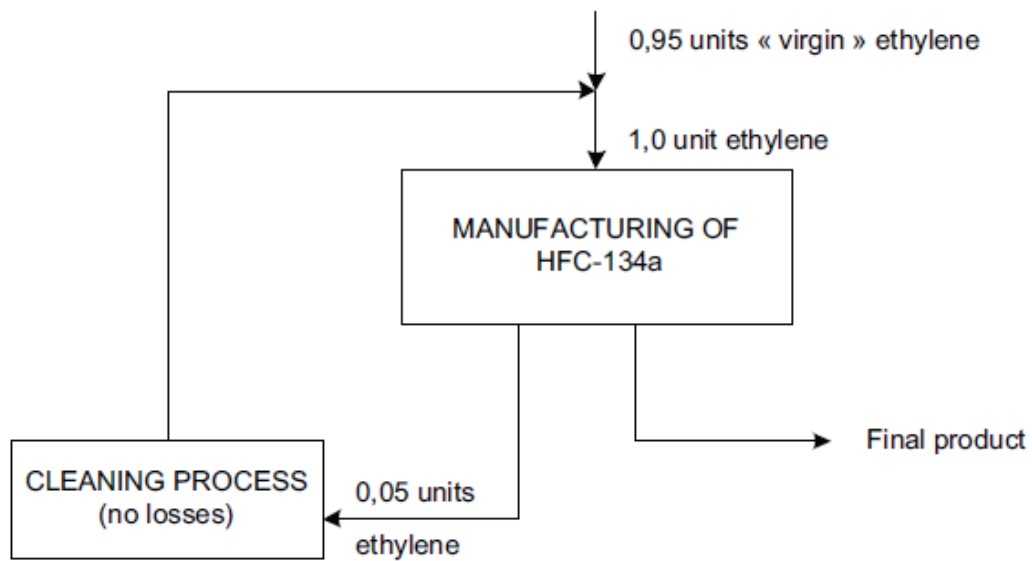 0,95 units « virgin » ethylene
1,0 unit ethylene
MANUFACTURING OF
HFC-134a
Final product
CLEANING PROCESS
(no losses)
0,05 units
ethylene